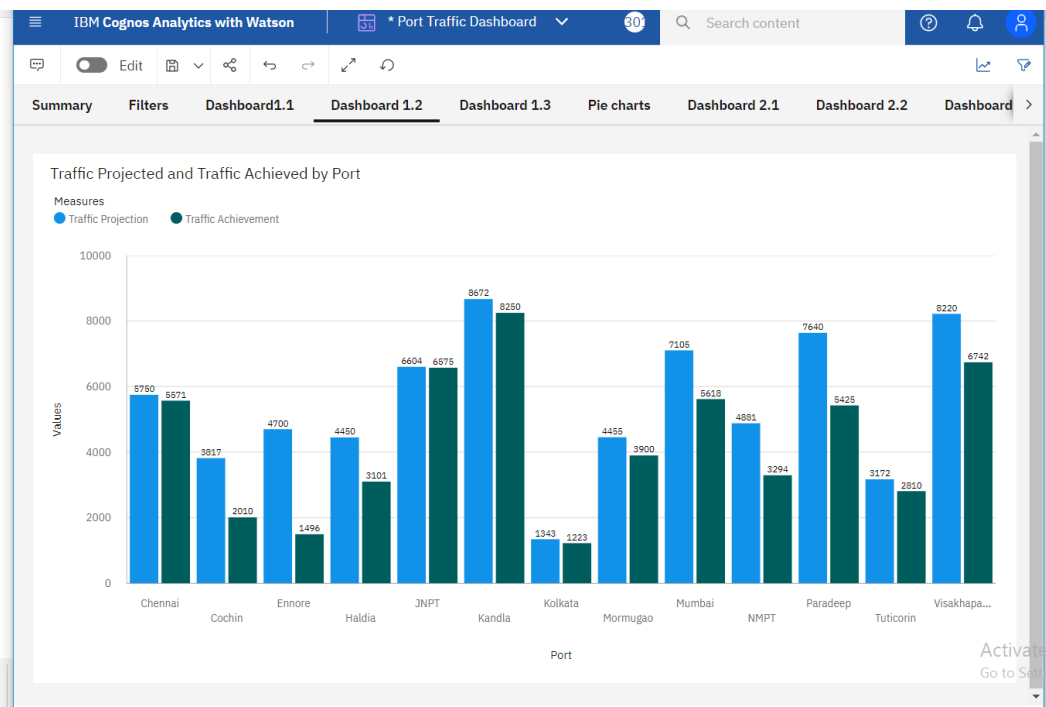 IBM Cognos Analytics with Watson
* Port Traffic Dashboard
Search content
Edit
Summary Filters Dashboard1.1 Dashboard 1.2 Dashboard 1.3 Pie charts Dashboard 2.1 Dashboard 2.2 Dashboard
Traffic Projected and Traffic Achieved by Port
Measures
Traffic Projection Traffic Achievement
10000
8000
6000
4000
2000
0
Values
5750 5571
3817 2010
4700 1496
4450 3101
6604 6575
8672 8250
1343 1223
4455 3900
7105 5618
4881 3294
7640 5425
3172 2810
8220 6742
Chennai Cochin Ennore Haldia JNPT Kandla Kolkata Mormugao Mumbai NMPT Paradeep Tuticorin Visakhapa...
Port
Activate
Go to Sett